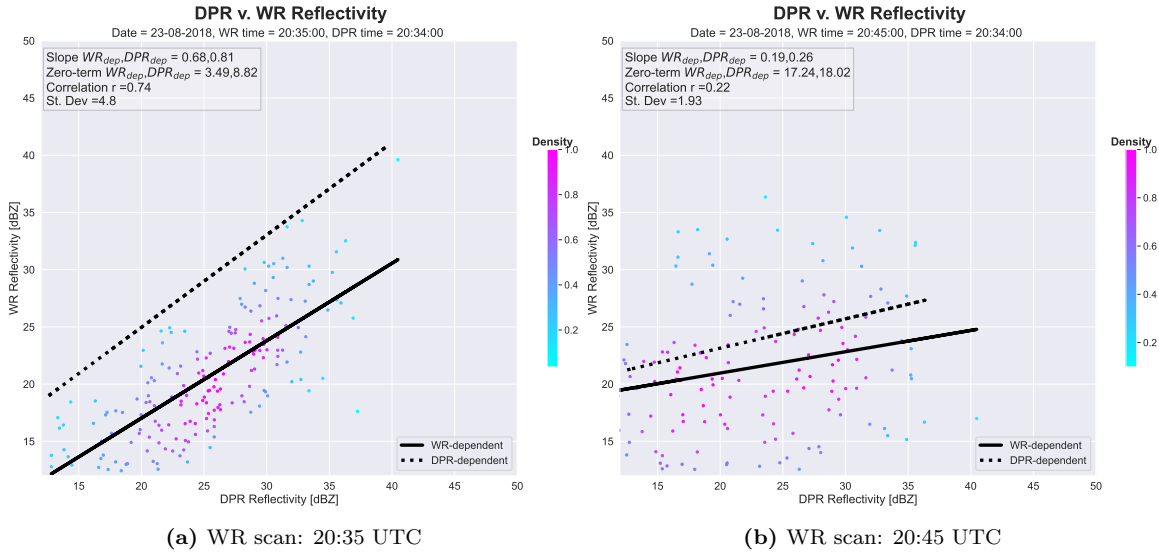 DPR v. WR Reflectivity
Date = 23-08-2018, WR time = 20:35:00, DPR time = 20:34:00
Slope WR_dep,DPR_dep = 0.68,0.81
Zero-term WR_dep,DPR_dep = 3.49,8.82
Correlation r =0.74
St. Dev =4.8
50
45
40
35
30
25
20
15
WR Reflectivity [dBZ]
15 20 25 30 35 40 45 50
DPR Reflectivity [dBZ]
WR-dependent
DPR-dependent
Density
1.0
0.8
0.6
0.4
0.2
(a) WR scan: 20:35 UTC
DPR v. WR Reflectivity
Date = 23-08-2018, WR time = 20:45:00, DPR time = 20:34:00
Slope WR_dep,DPR_dep = 0.19,0.26
Zero-term WR_dep,DPR_dep = 17.24,18.02
Correlation r =0.22
St. Dev =1.93
50
45
40
35
30
25
20
15
WR Reflectivity [dBZ]
15 20 25 30 35 40 45 50
DPR Reflectivity [dBZ]
WR-dependent
DPR-dependent
Density
1.0
0.8
0.6
0.4
0.2
(b) WR scan: 20:45 UTC